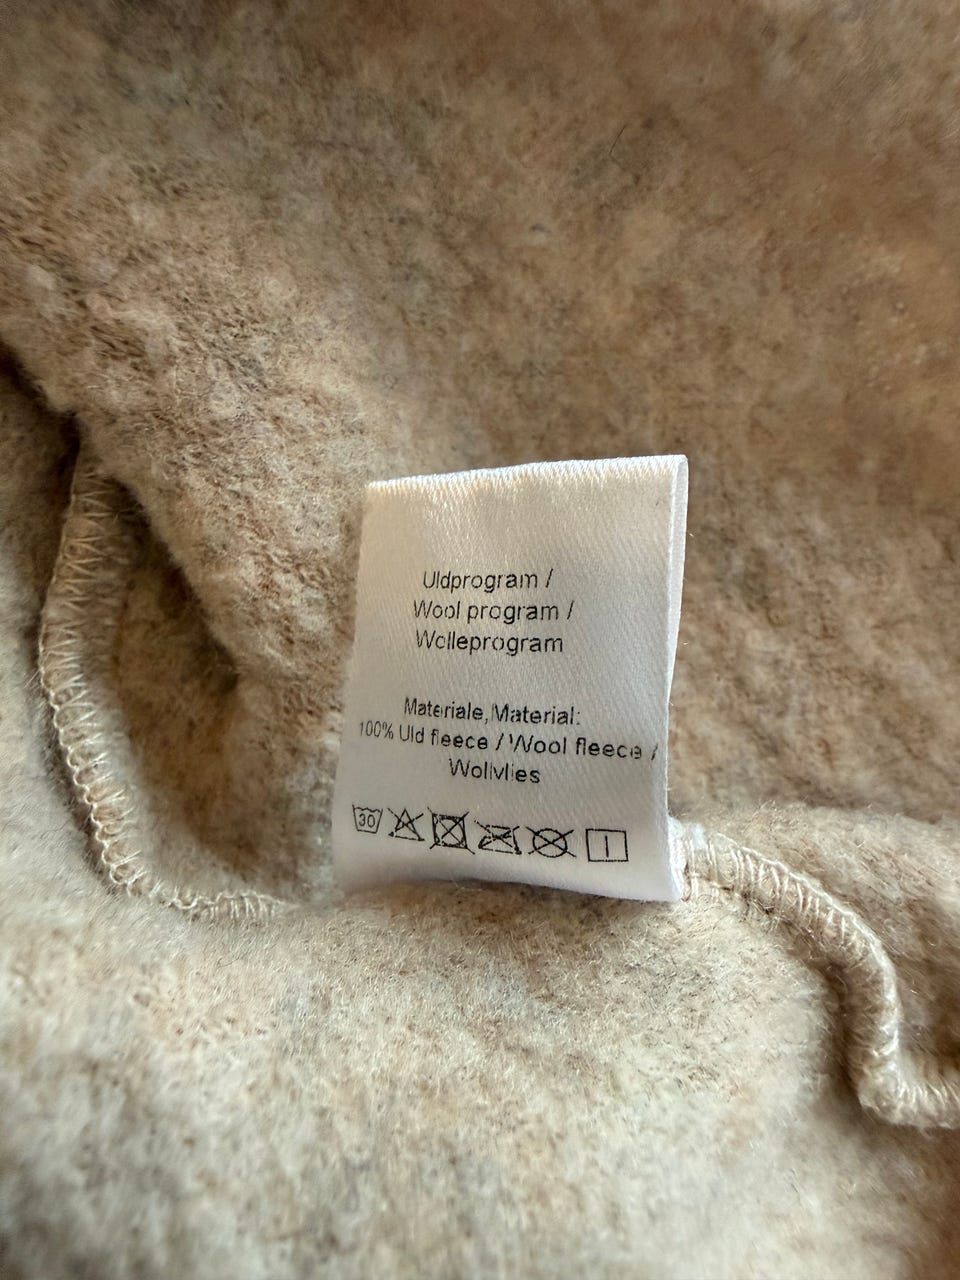 Uldprogram /
Wool program /
Wolleprogram
Materiale,Material:
100% Uld fleece / Wool fleece /
Wollvlies
30